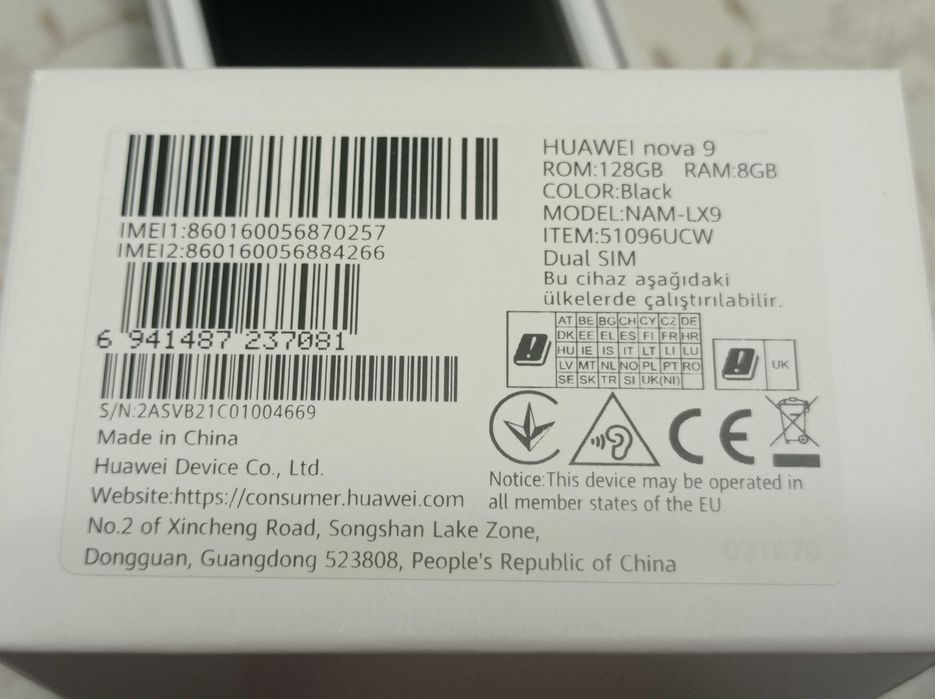 IMEI1:860160056870257
IMEI2:860160056884266
6 941487 237081
S/N:2ASVB21C01004669
Made in China
Huawei Device Co., Ltd.
Website:https://consumer.huawei.com
No.2 of Xincheng Road, Songshan Lake Zone,
Dongguan, Guangdong 523808, People's Republic of China
HUAWEI nova 9
ROM:128GB RAM:8GB
COLOR:Black
MODEL:NAM-LX9
ITEM:51096UCW
Dual SIM
Bu cihaz aşağıdaki
ülkelerde çalıştırılabilir.
AT BE BG CH CY CZ DE
DK EE EL ES FI FR HR
HU IE IS IT LT LI LU
LV MT NL NO PL PT RO
SE SK TR SI UK(NI)
UK
CE
Notice:This device may be operated in
all member states of the EU.
021670